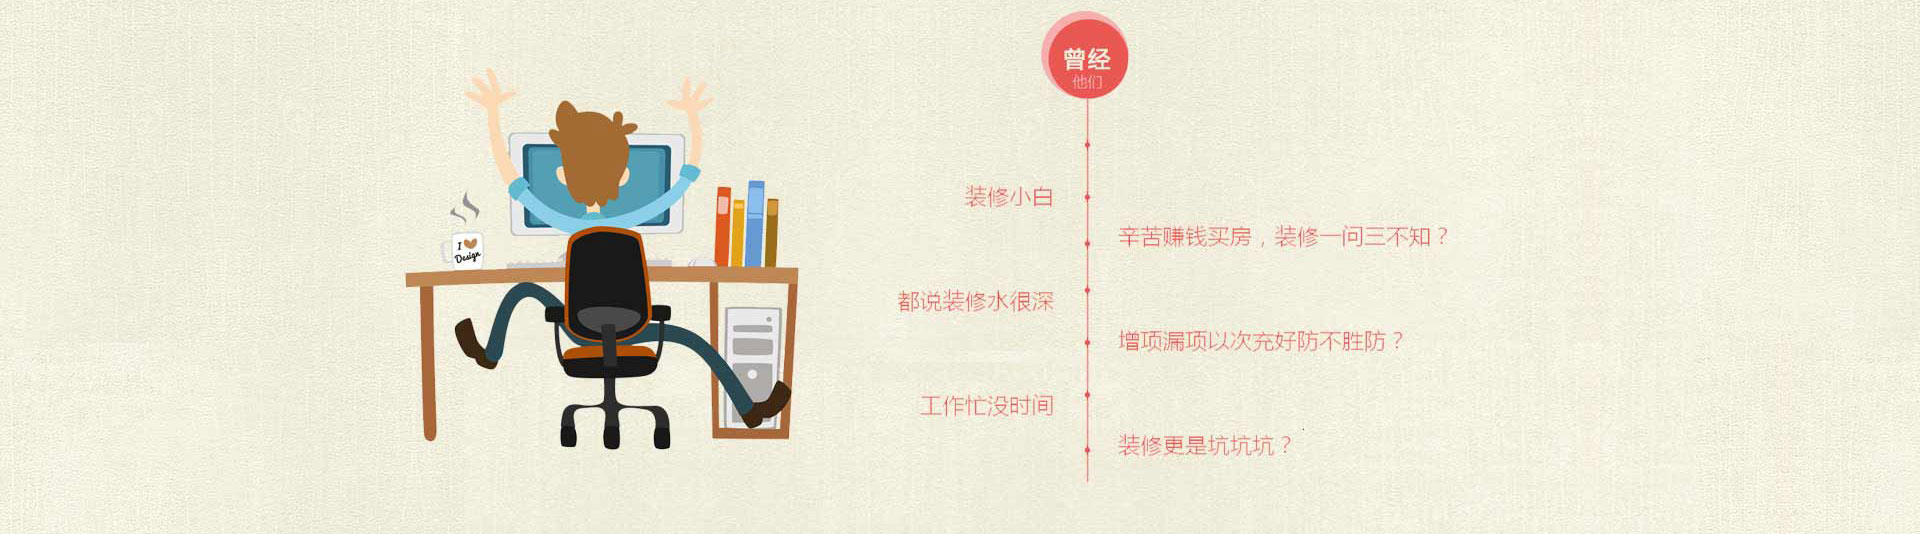 曾经
他们
装修小白
辛苦赚钱买房，装修一问三不知？
都说装修水很深
增项漏项以次充好防不胜防？
工作忙没时间
装修更是坑坑坑？
I
Design